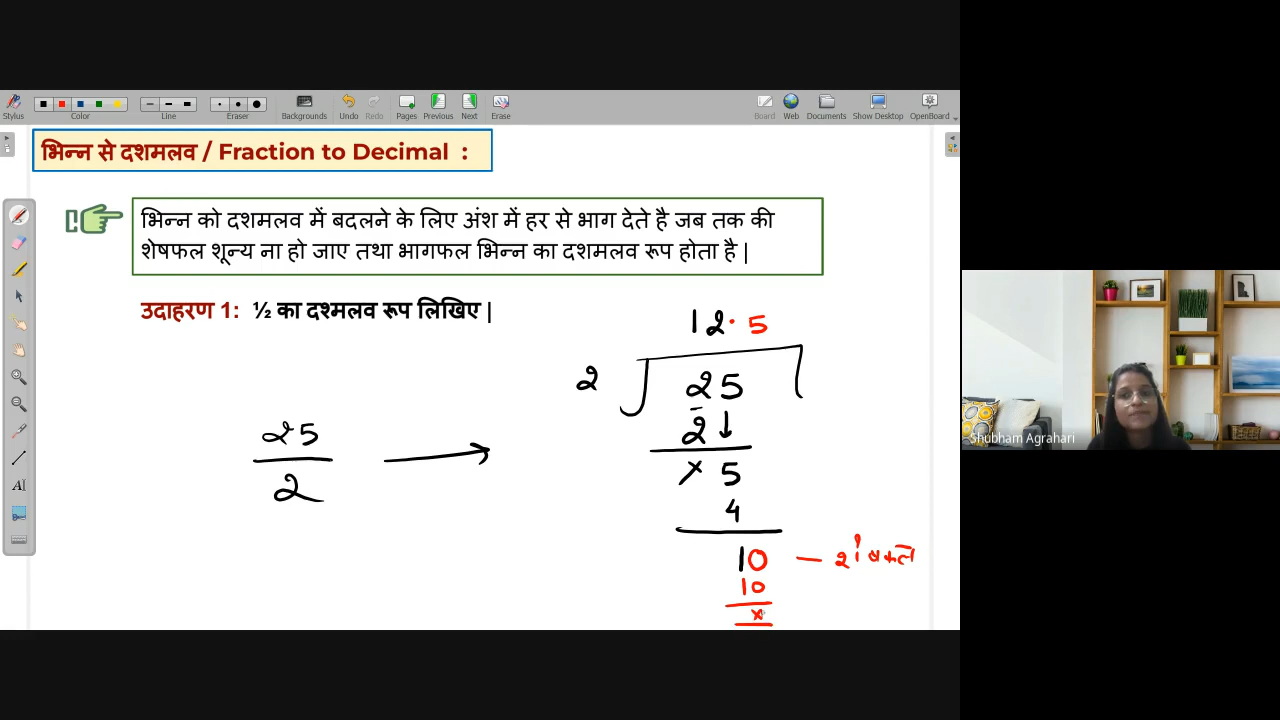 Stylus Color Line Eraser Backgrounds Undo Redo Pages Previous Next Erase Board Web Documents Show Desktop OpenBoard
भिन्न से दशमलव / Fraction to Decimal :
भिन्न को दशमलव में बदलने के लिए अंश में हर से भाग देते है जब तक की
शेषफल शून्य ना हो जाए तथा भागफल भिन्न का दशमलव रूप होता है |
उदाहरण 1: ½ का दश्मलव रूप लिखिए |
12.5
2 25
2
× 5
4
10
10
×
25
2
Shubham Agrahari